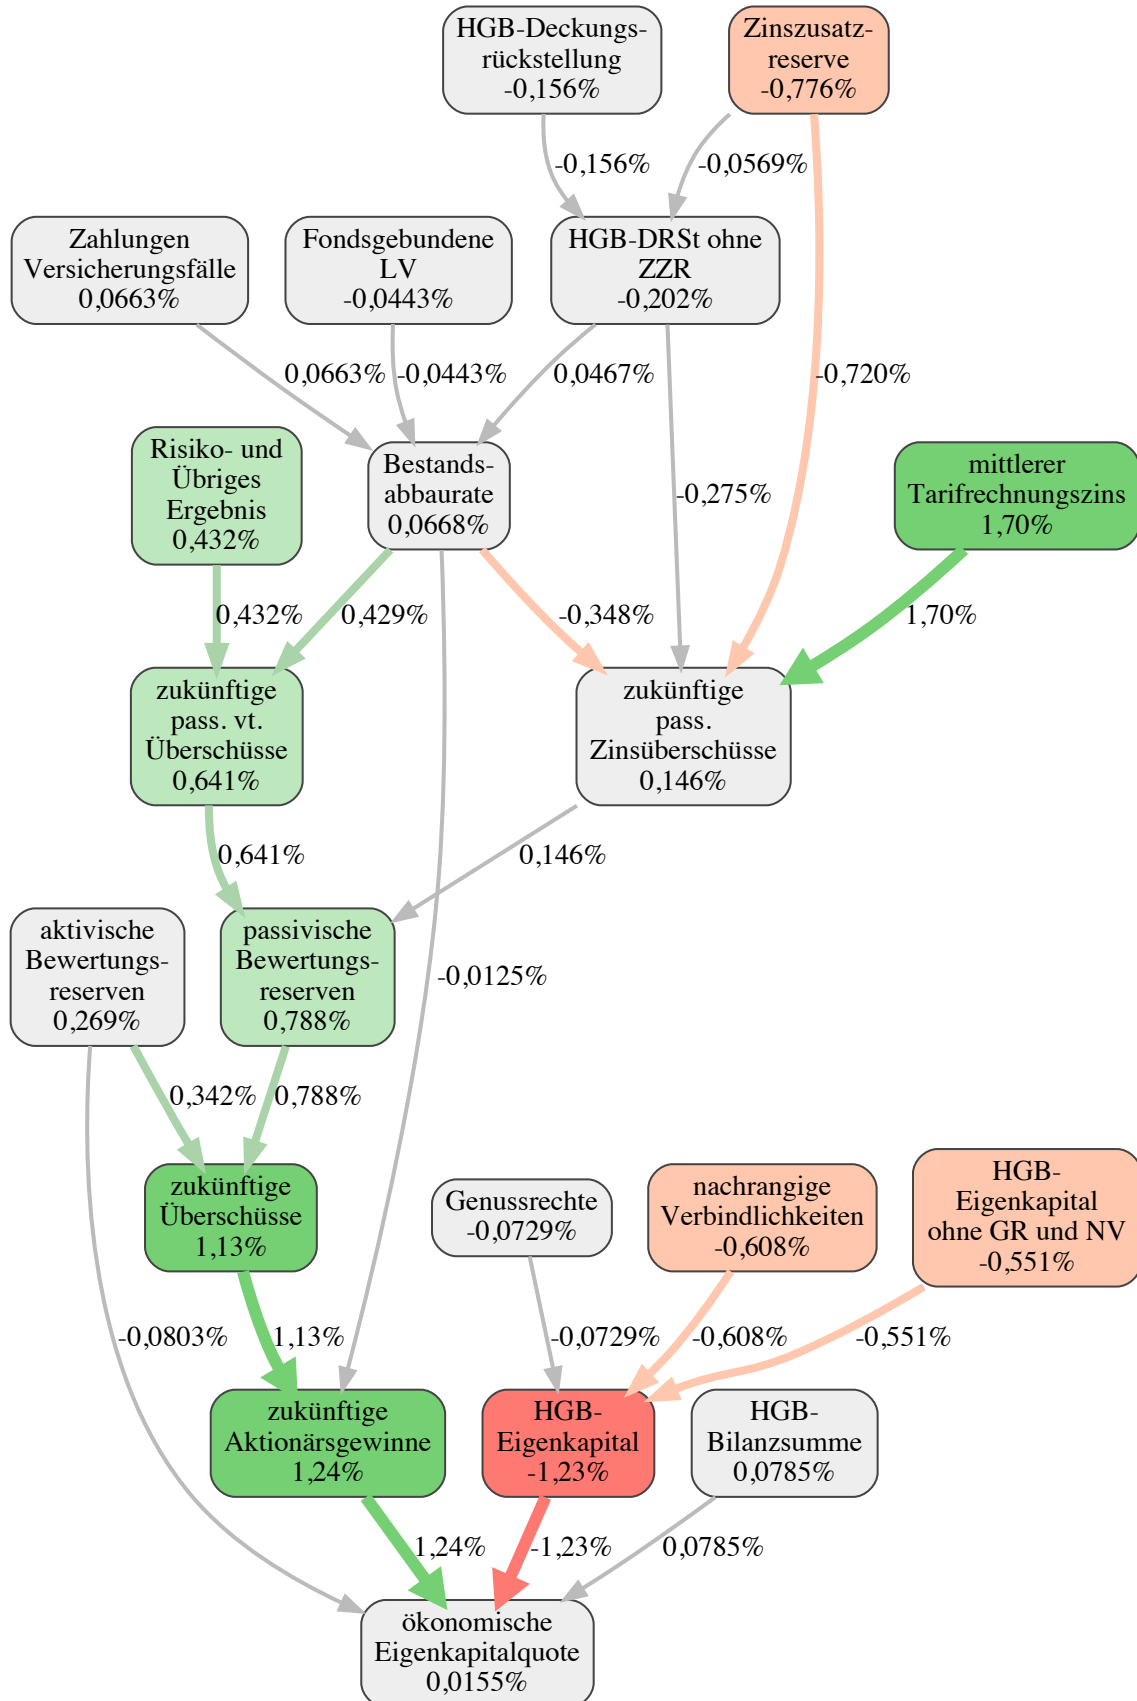 HGB-Deckungs-
rückstellung
-0,156%
Zinszusatz-
reserve
-0,776%
-0,156%
-0,0569%
Zahlungen
Versicherungsfälle
0,0663%
Fondsgebundene
LV
-0,0443%
HGB-DRSt ohne
ZZR
-0,202%
0,0663%
-0,0443%
0,0467%
-0,720%
Risiko- und
Übriges
Ergebnis
0,432%
Bestands-
abbaurate
0,0668%
-0,275%
mittlerer
Tarifrechnungszins
1,70%
0,432%
0,429%
-0,348%
1,70%
zukünftige
pass. vt.
Überschüsse
0,641%
zukünftige
pass.
Zinsüberschüsse
0,146%
0,641%
0,146%
aktivische
Bewertungs-
reserven
0,269%
passivische
Bewertungs-
reserven
0,788%
-0,0125%
0,342%
0,788%
zukünftige
Überschüsse
1,13%
Genussrechte
-0,0729%
nachrangige
Verbindlichkeiten
-0,608%
HGB-
Eigenkapital
ohne GR und NV
-0,551%
-0,0803%
1,13%
-0,0729%
-0,608%
-0,551%
zukünftige
Aktionärsgewinne
1,24%
HGB-
Eigenkapital
-1,23%
HGB-
Bilanzsumme
0,0785%
1,24%
-1,23%
0,0785%
ökonomische
Eigenkapitalquote
0,0155%